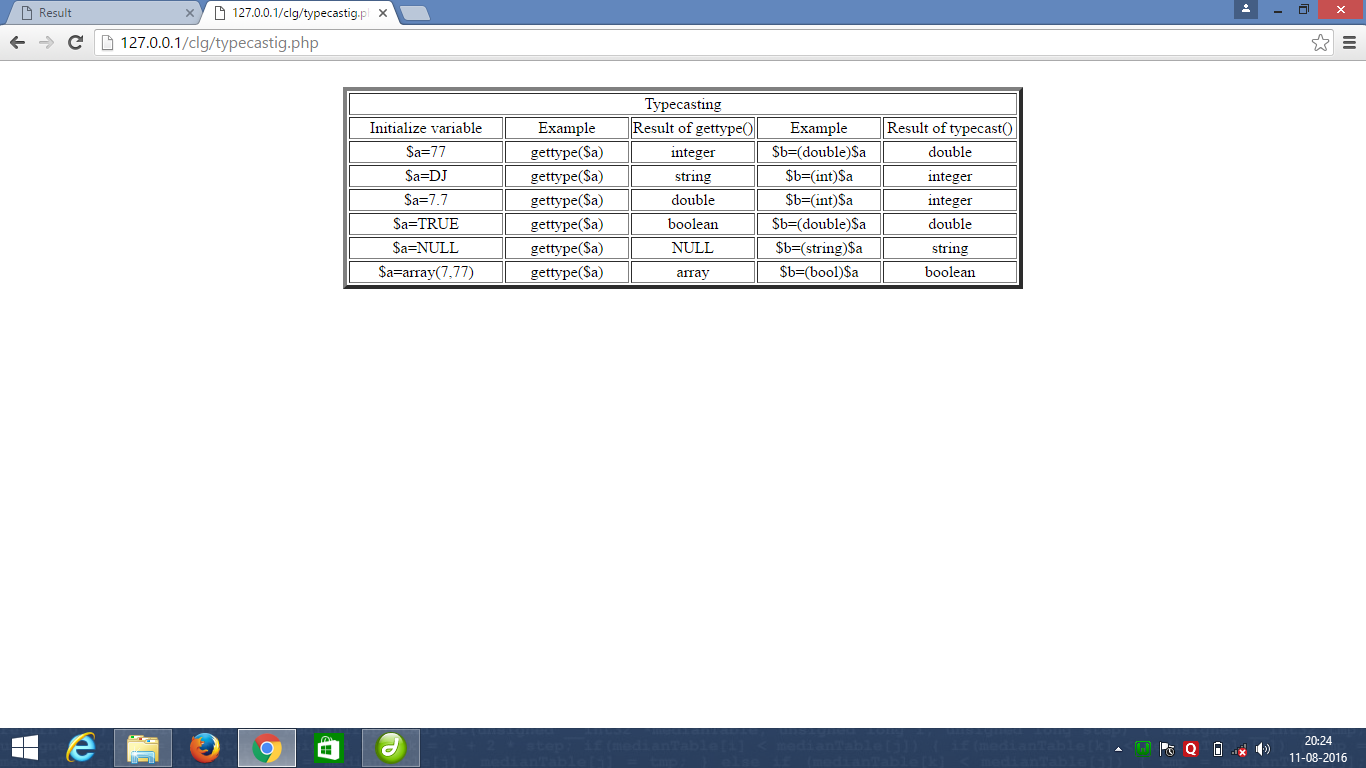 Result
127.0.0.1/clg/typecastig.p
127.0.0.1/clg/typecastig.php
Typecasting
Initialize variable Example Result of gettype() Example Result of typecast()
$a=77 gettype($a) integer $b=(double)$a double
$a=DJ gettype($a) string $b=(int)$a integer
$a=7.7 gettype($a) double $b=(int)$a integer
$a=TRUE gettype($a) boolean $b=(double)$a double
$a=NULL gettype($a) NULL $b=(string)$a string
$a=array(7,77) gettype($a) array $b=(bool)$a boolean
20:24
11-08-2016